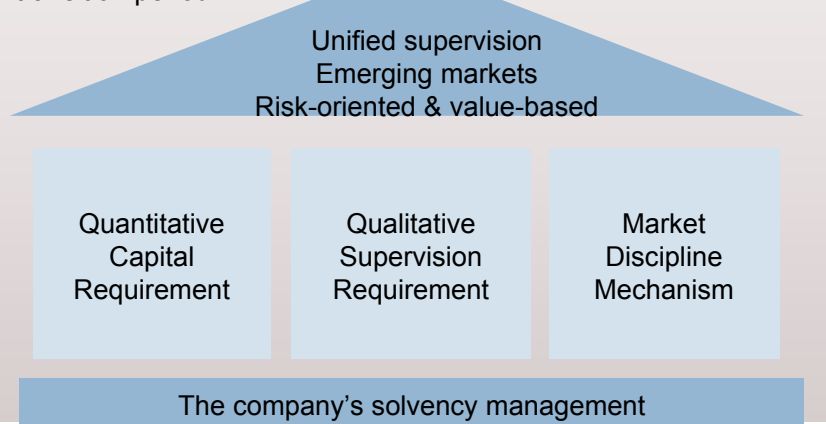 Unified supervision
Emerging markets
Risk-oriented & value-based
Quantitative
Capital
Requirement
Qualitative
Supervision
Requirement
Market
Discipline
Mechanism
The company’s solvency management